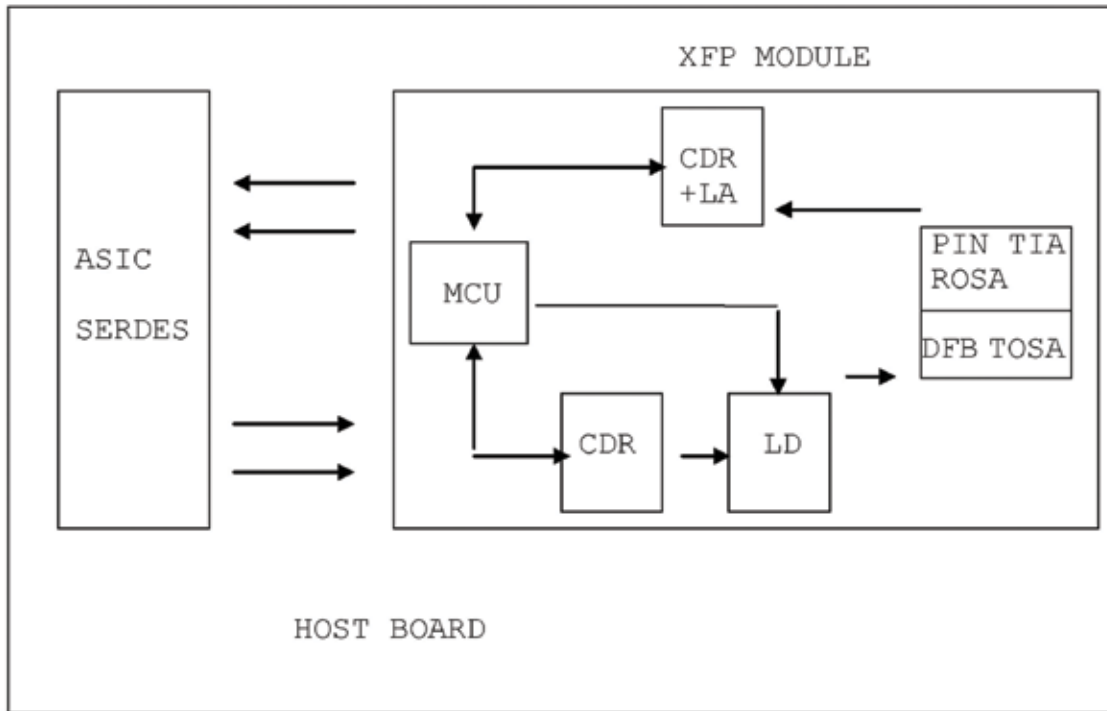 XFP MODULE
CDR
+LA
PIN TIA
ROSA
ASIC
SERDES
MCU
DFB TOSA
CDR
LD
HOST BOARD